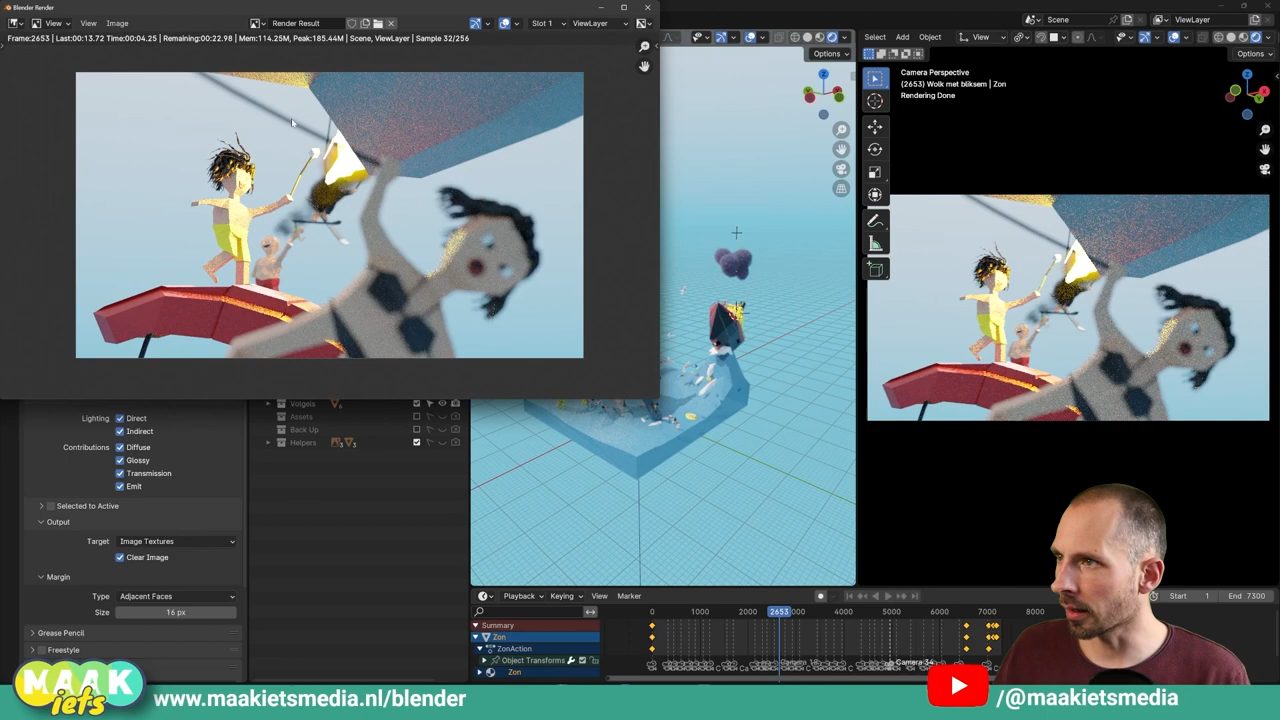 Blender Render
View View Image Render Result Slot 1 ViewLayer
Frame:2653 | Last:00:13.72 Time:00:04.25 | Remaining:00:22.98 | Mem:114.25M, Peak:185.44M | Scene, ViewLayer | Sample 32/256
Scene ViewLayer
Select Add Object View
Options
Options
Camera Perspective
(2653) Wolk met bliksem | Zon
Rendering Done
Z
Z
Volgels
Assets
Back Up
Helpers
Lighting Direct
Indirect
Contributions Diffuse
Glossy
Transmission
Emit
Selected to Active
Output
Target Image Textures
Clear Image
Margin
Type Adjacent Faces
Size 16 px
Grease Pencil
Freestyle
Playback Keying View Marker
Start 1 End 7300
0 1000 2000 2653 4000 5000 6000 7000 8000
Summary
Zon
ZonAction
Object Transforms
Zon
Camera 34
MAAK
iets
www.maakietsmedia.nl/blender
/@maakietsmedia